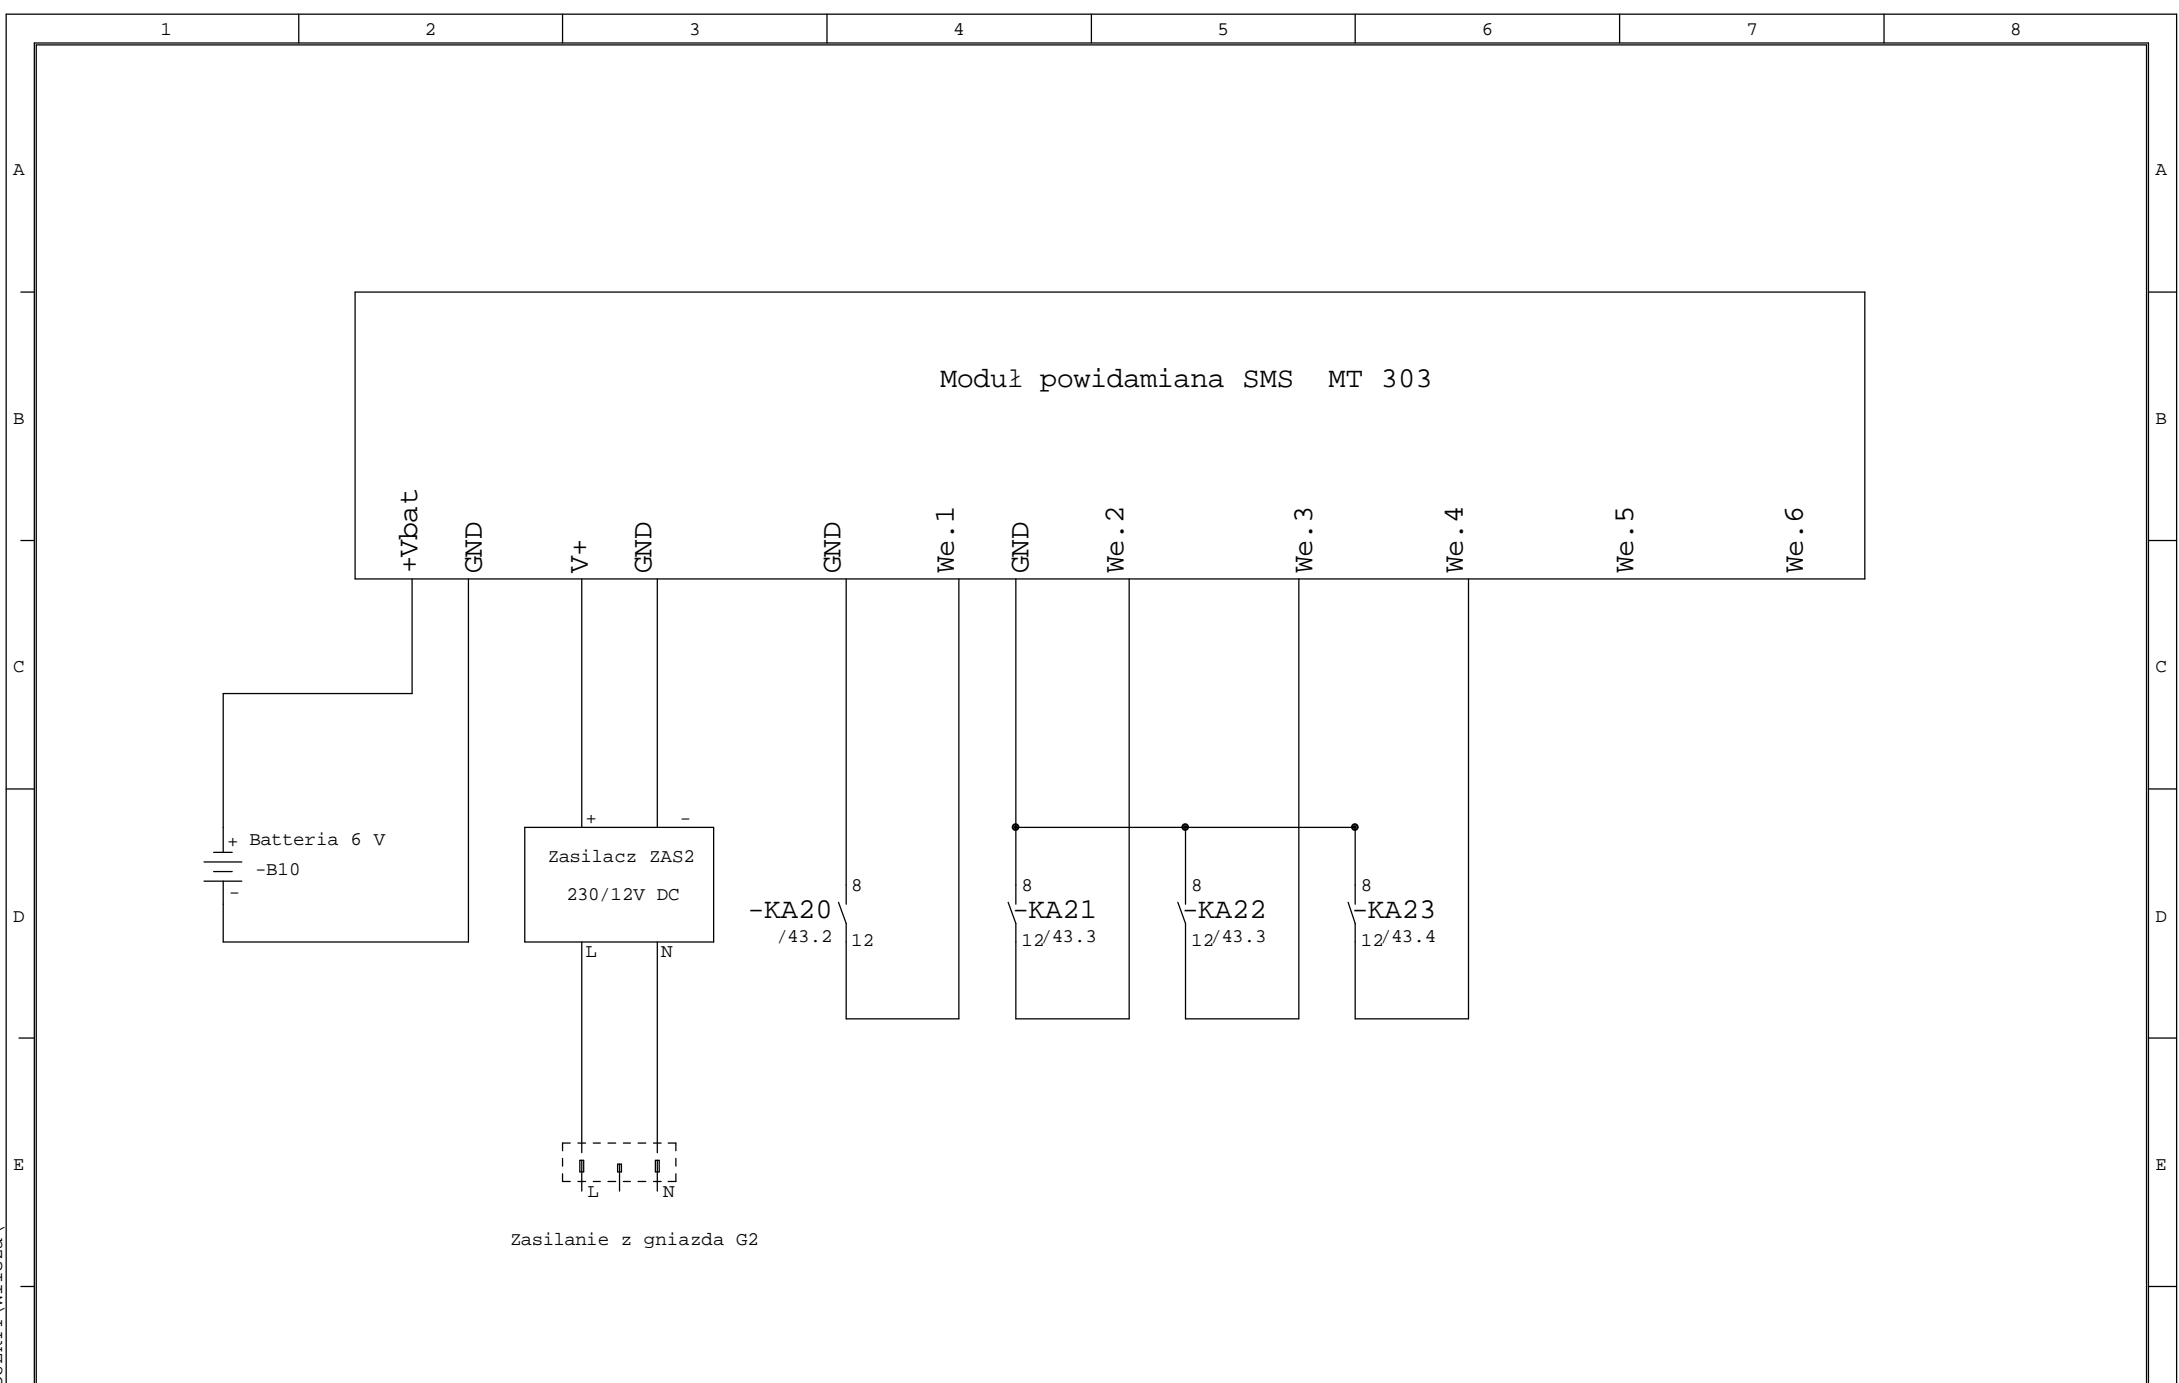 1 2 3 4 5 6 7 8
A A
Moduł powidamiana SMS MT 303
B B
+Vbat GND V+ GND GND We.1 GND We.2 We.3 We.4 We.5 We.6
C C
+ -
+ Batteria 6 V
-B10
-
Zasilacz ZAS2
230/12V DC
L N
8 8 8 8
-KA20 -KA21 -KA22 -KA23
/43.2 12 12/43.3 12/43.3 12/43.4
D D
E E
L N
Zasilanie z gniazda G2